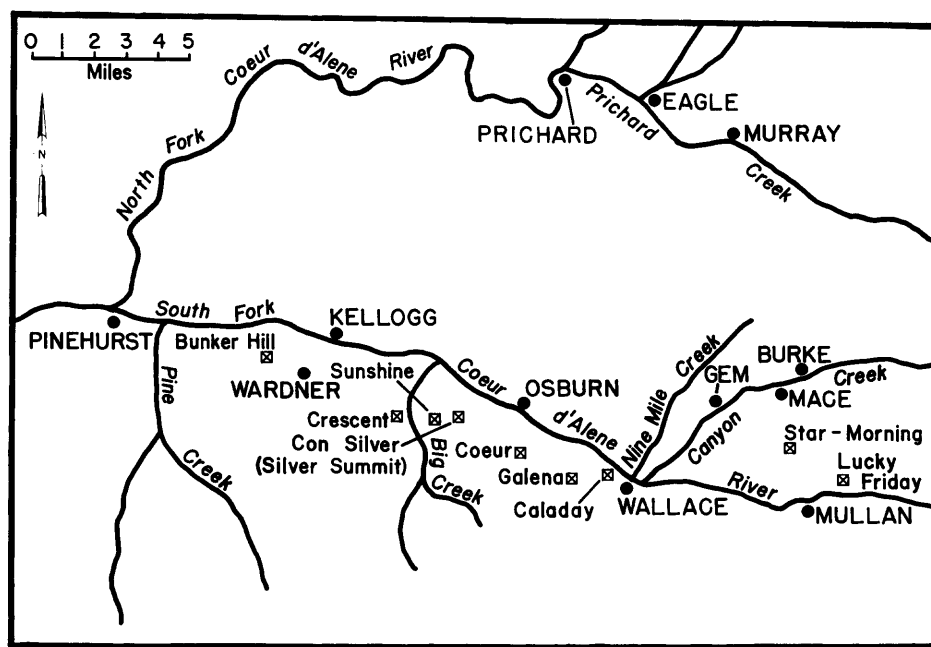 0 1 2 3 4 5
Miles
N
North Fork Coeur d'Alene River
PRICHARD
Prichard Creek
EAGLE
MURRAY
PINEHURST
South Fork Coeur d'Alene River
KELLOGG
Bunker Hill
WARDNER
Pine Creek
Sunshine
Crescent
Con Silver
(Silver Summit)
Big Creek
OSBURN
Coeur
Galena
Caladay
WALLACE
Nine Mile Creek
GEM
Canyon Creek
BURKE
MACE
Star-Morning
Lucky
Friday
MULLAN